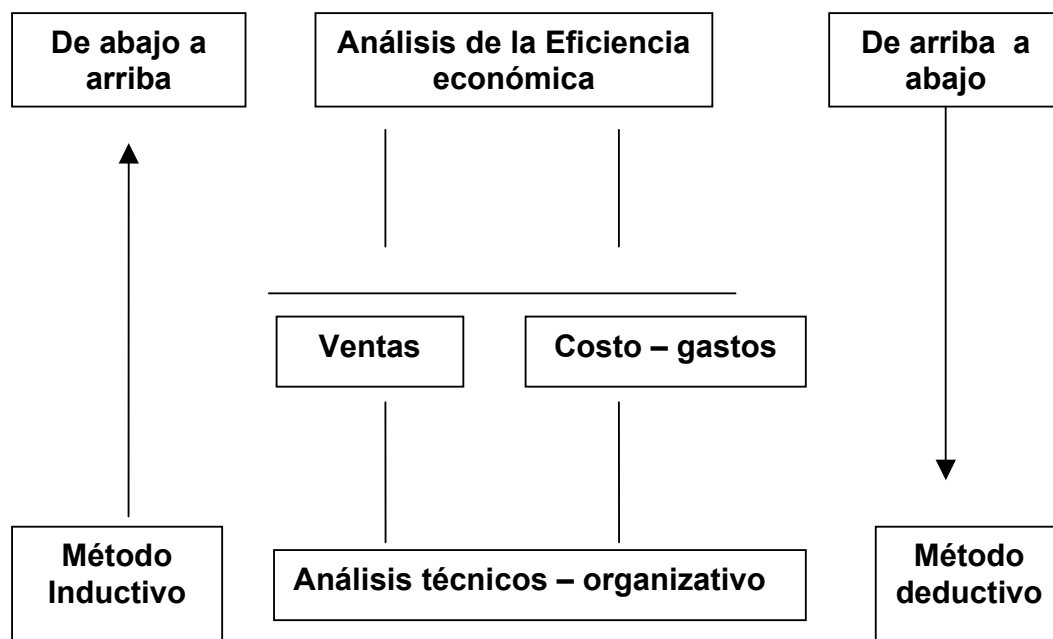 De abajo a
arriba
Análisis de la Eficiencia
económica
De arriba a
abajo
Ventas
Costo – gastos
Método
Inductivo
Análisis técnicos – organizativo
Método
deductivo